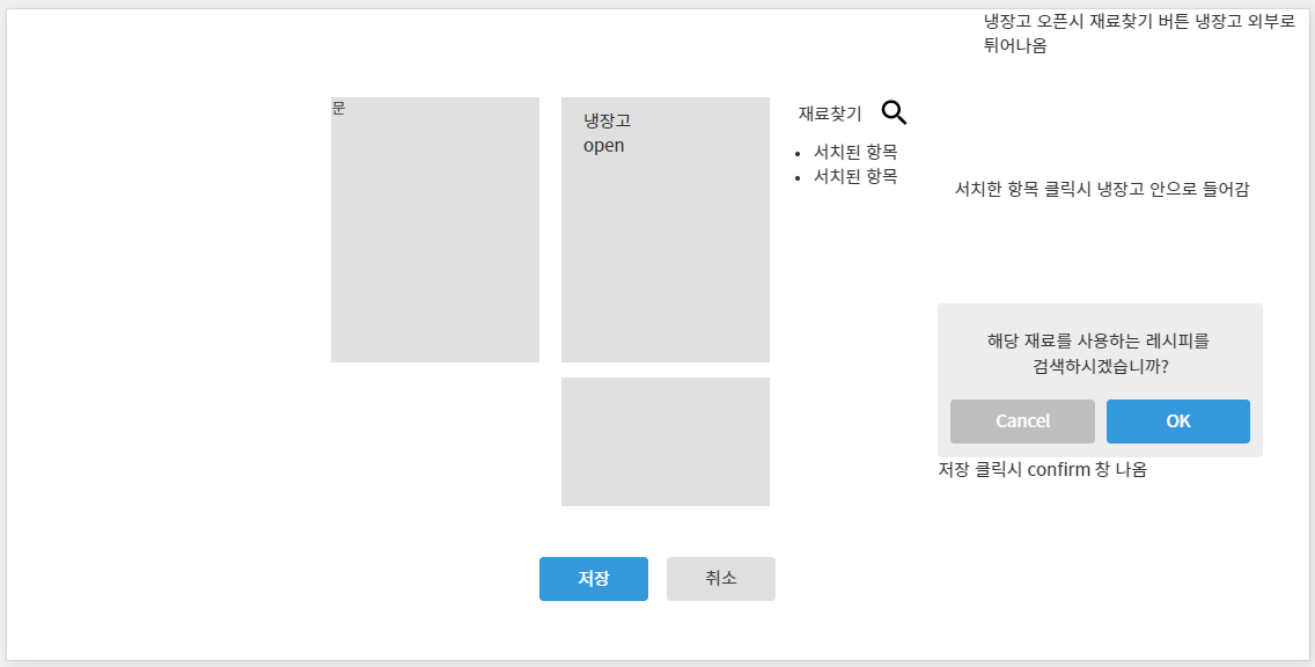 냉장고 오픈시 재료찾기 버튼 냉장고 외부로
튀어나옴
문
냉장고
open
재료찾기
• 서치된 항목
• 서치된 항목
서치한 항목 클릭시 냉장고 안으로 들어감
해당 재료를 사용하는 레시피를
검색하시겠습니까?
Cancel
OK
저장 클릭시 confirm 창 나옴
저장
취소